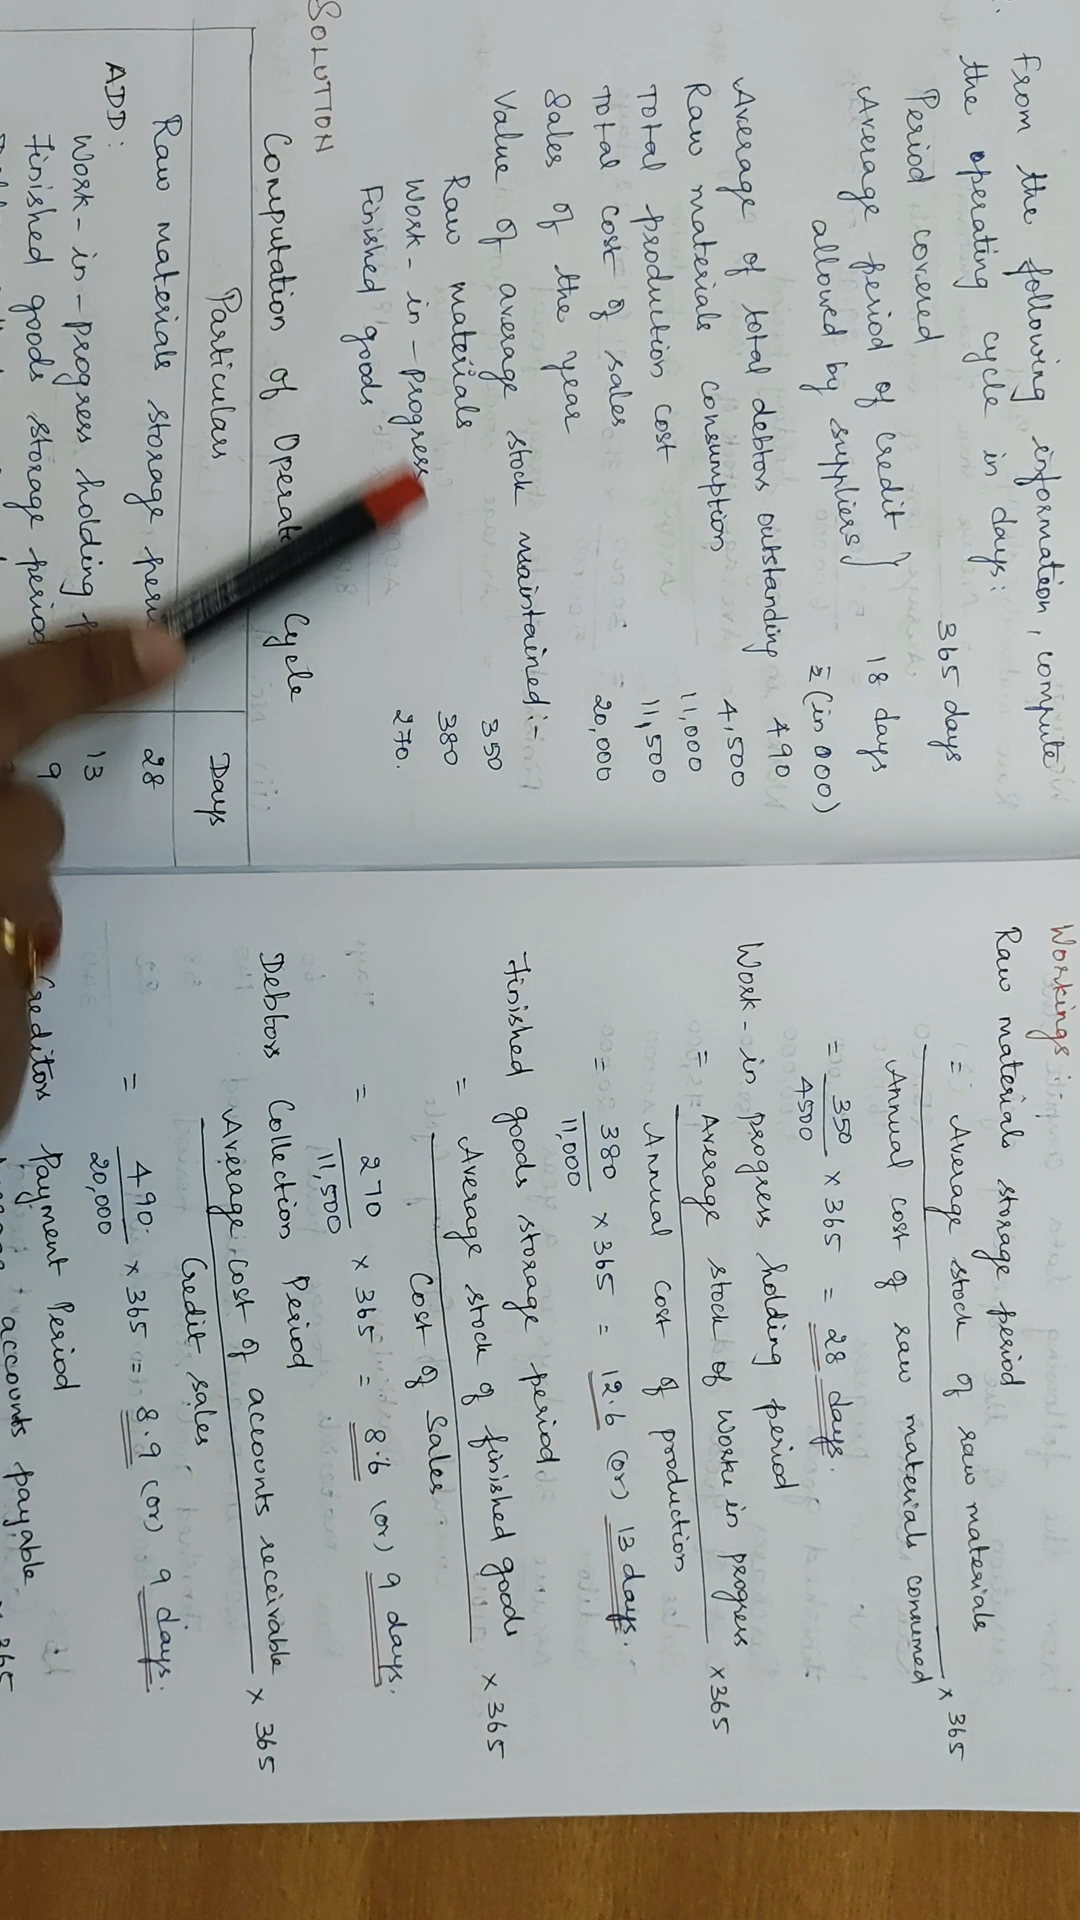 From the following information, compute
the operating cycle in days:
Period covered 365 days
Average period of credit } 18 days
allowed by suppliers
₹ (in 000)
Average of total debtors outstanding 490
Raw materials consumption 4,500
Total production cost 11,000
Total cost of sales 11,500
Sales of the year 20,000
Value of average stock maintained:-
Raw materials 350
Work-in-progress 380
Finished goods 270.
SOLUTION
Computation of Operat Cycle
Particulars Days
Raw materials storage peri 28
ADD:
Work-in-progress holding p 13
Finished goods storage period 9
Workings:
Raw materials storage period
= Average stock of raw materials × 365
Annual cost of raw materials consumed
= 350 × 365 = 28 days.
4500
Work-in progress holding period
= Average stock of work in progress × 365
Annual cost of production
= 380 × 365 = 12.6 (or) 13 days.
11,000
Finished goods storage period
= Average stock of finished goods × 365
Cost of Sales.
= 270 × 365 = 8.6 (or) 9 days.
11,500
Debtors Collection Period
Average cost of accounts receivable × 365
Credit sales.
= 490 × 365 = 8.9 (or) 9 days.
20,000
Creditors Payment Period
accounts payable × 365